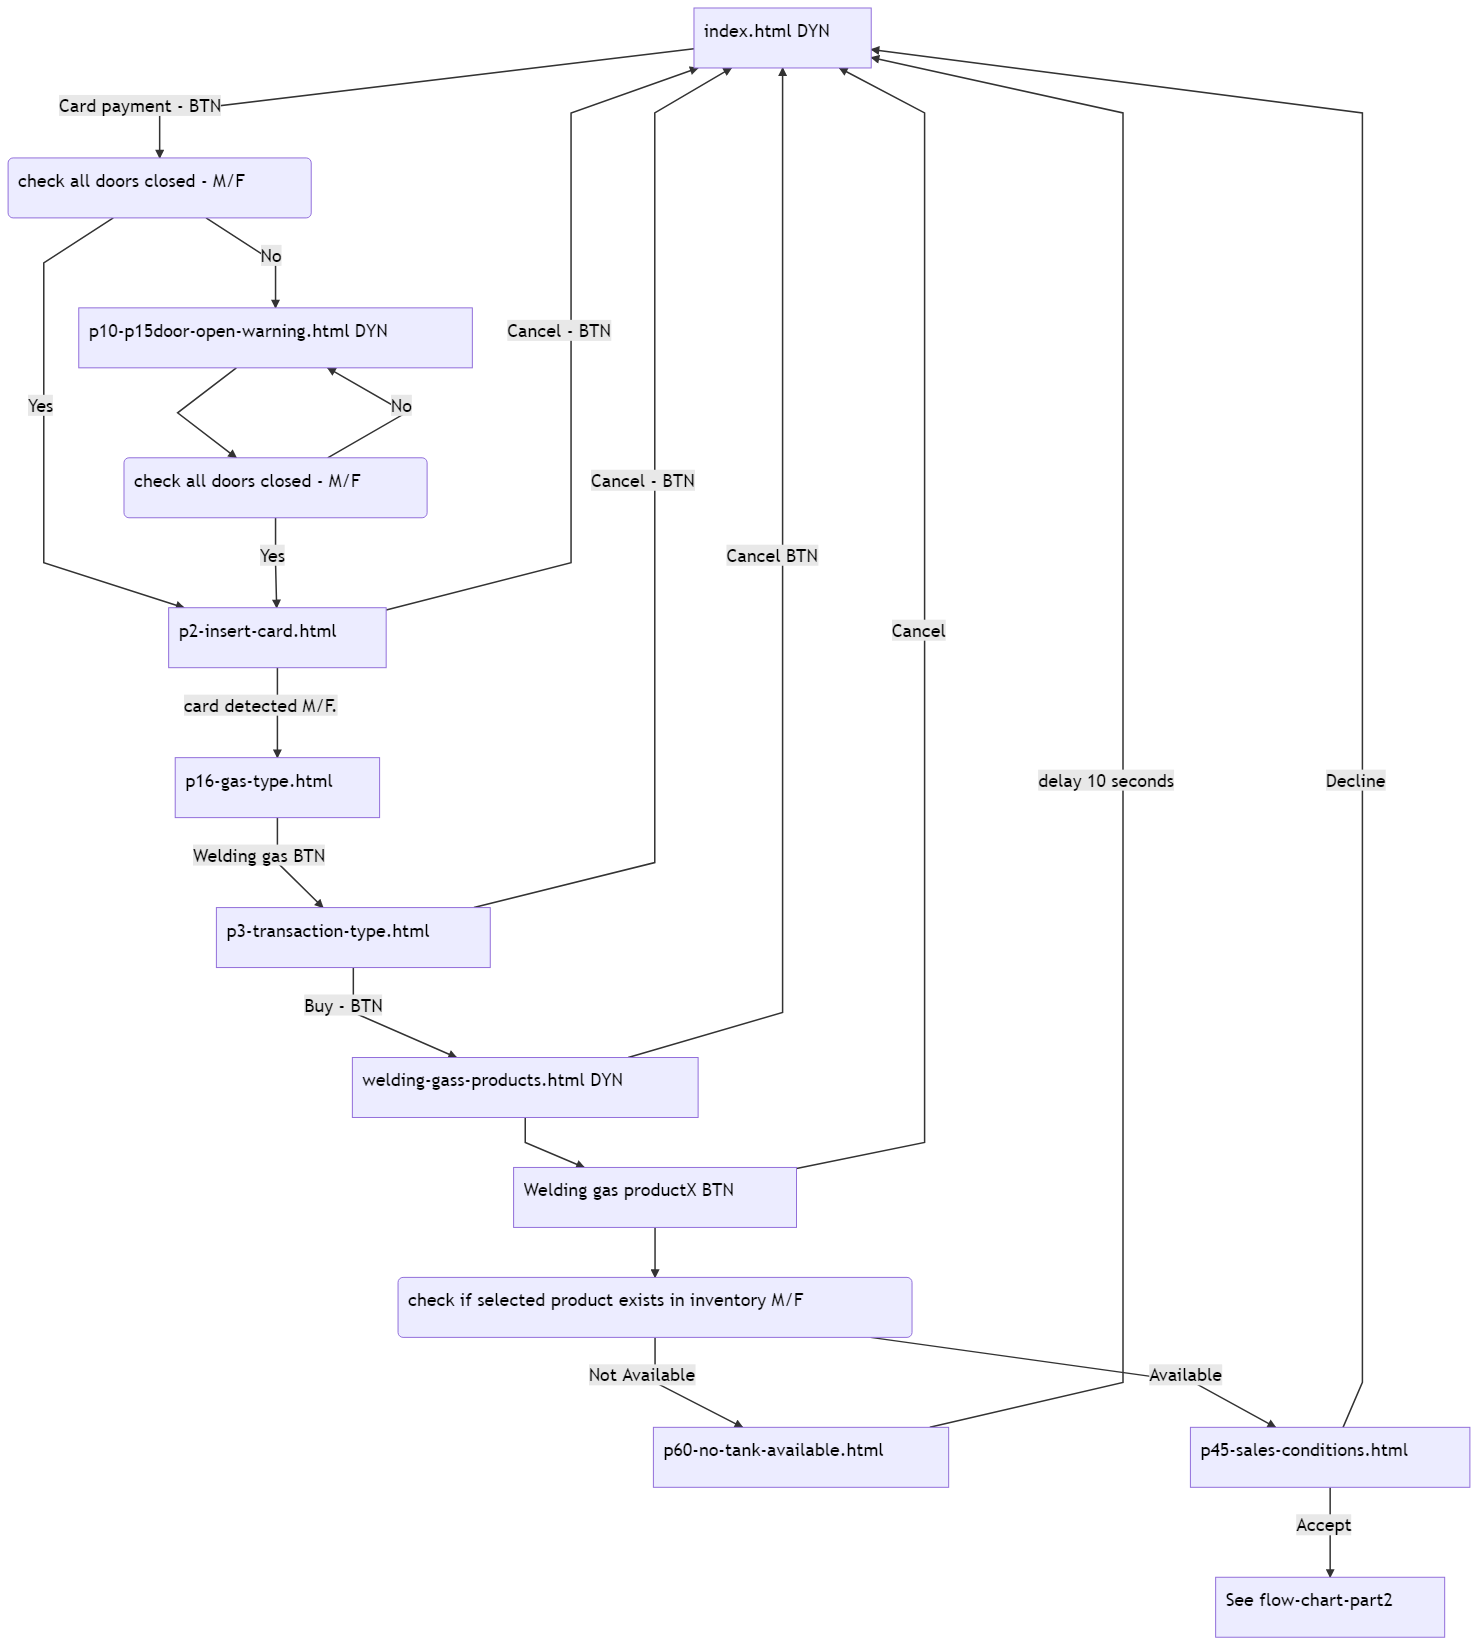 index.html DYN
Card payment - BTN
check all doors closed - M/F
No
p10-p15door-open-warning.html DYN
Cancel - BTN
Yes
No
check all doors closed - M/F
Cancel - BTN
Yes
Cancel BTN
p2-insert-card.html
Cancel
card detected M/F.
p16-gas-type.html
delay 10 seconds
Decline
Welding gas BTN
p3-transaction-type.html
Buy - BTN
welding-gass-products.html DYN
Welding gas productX BTN
check if selected product exists in inventory M/F
Not Available
Available
p60-no-tank-available.html
p45-sales-conditions.html
Accept
See flow-chart-part2